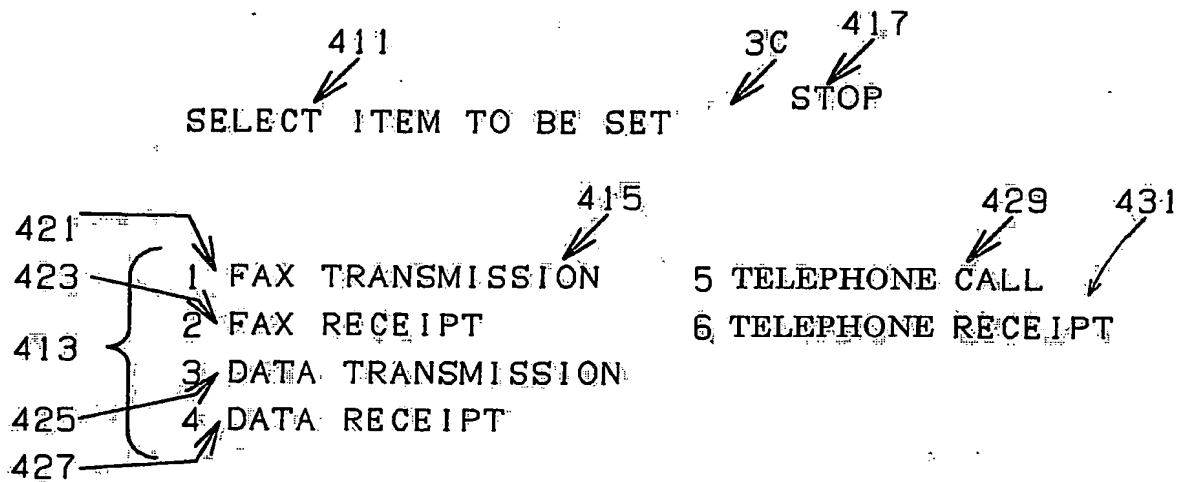 411 3C 417
SELECT ITEM TO BE SET STOP
415 429 431
421
1 FAX TRANSMISSION 5 TELEPHONE CALL
423
2 FAX RECEIPT 6 TELEPHONE RECEIPT
413
3 DATA TRANSMISSION
425 4 DATA RECEIPT
427